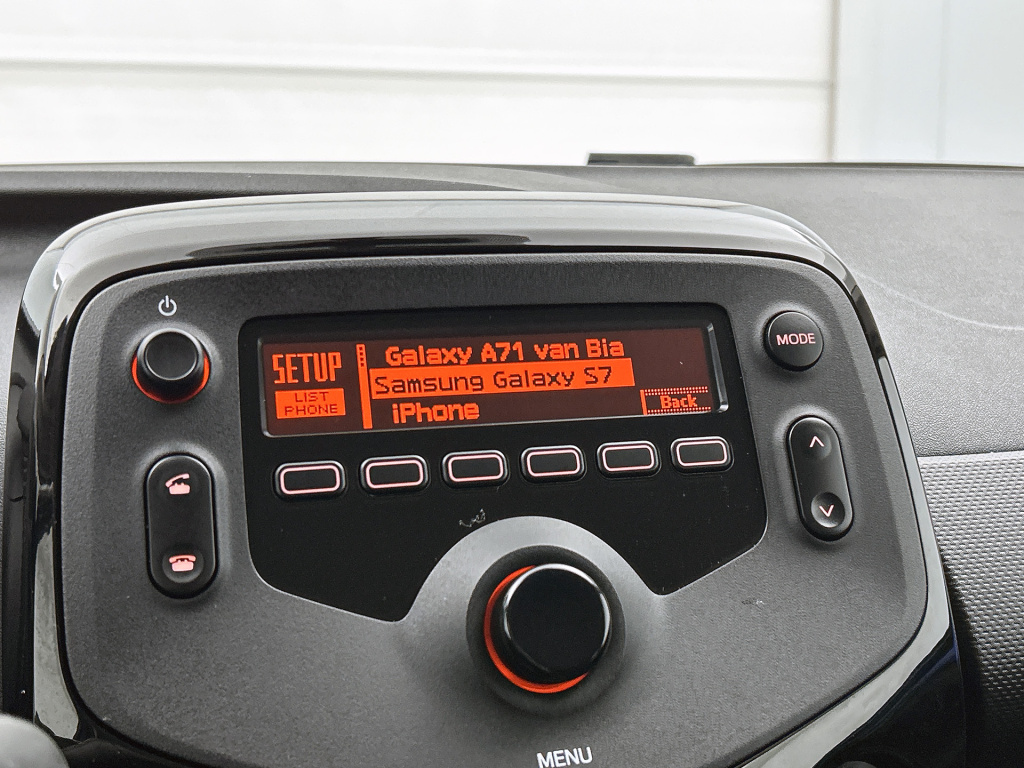 SETUP
LIST
PHONE
Galaxy A71 van Bia
Samsung Galaxy S7
iPhone
Back
MODE
MENU